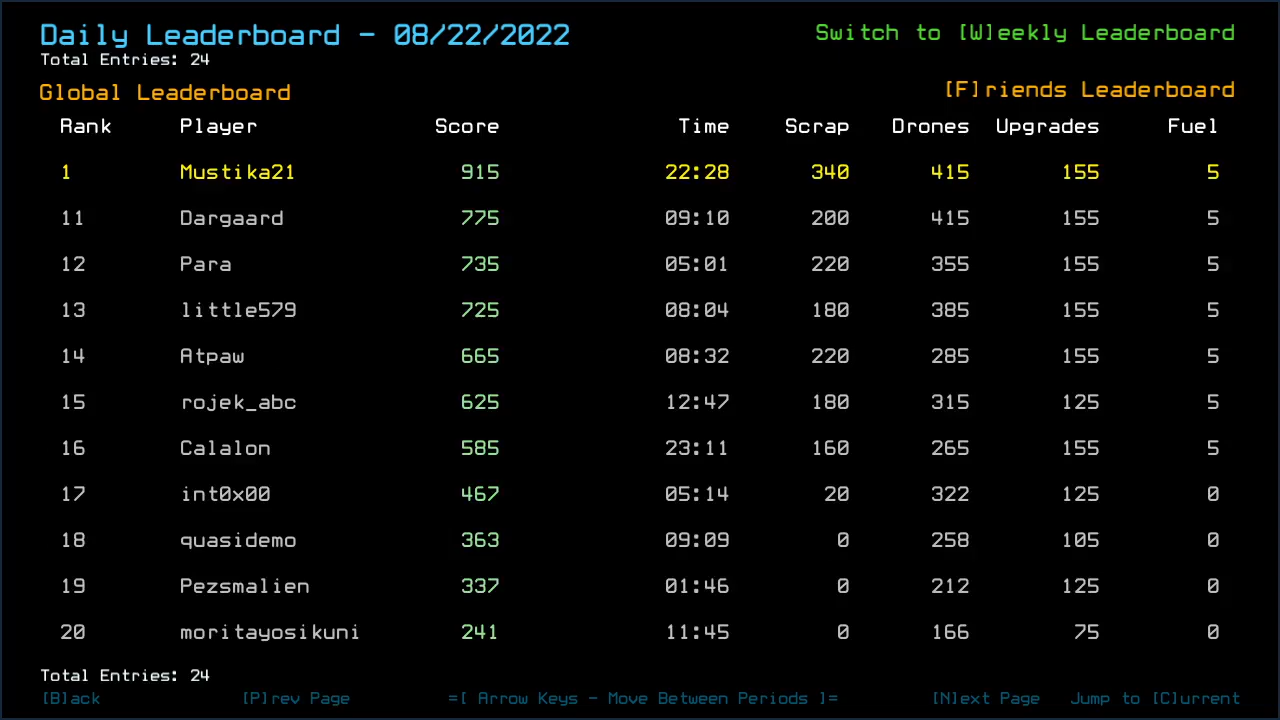 Daily Leaderboard - 08/22/2022 Switch to [W]eekly Leaderboard
Total Entries: 24
Global Leaderboard [F]riends Leaderboard
Rank Player Score Time Scrap Drones Upgrades Fuel
1 Mustika21 915 22:28 340 415 155 5
11 Dargaard 775 09:10 200 415 155 5
12 Para 735 05:01 220 355 155 5
13 little579 725 08:04 180 385 155 5
14 Atpaw 665 08:32 220 285 155 5
15 rojek_abc 625 12:47 180 315 125 5
16 Calalon 585 23:11 160 265 155 5
17 int0x00 467 05:14 20 322 125 0
18 quasidemo 363 09:09 0 258 105 0
19 Pezsmalien 337 01:46 0 212 125 0
20 moritayosikuni 241 11:45 0 166 75 0
Total Entries: 24
[B]ack [P]rev Page =[ Arrow Keys - Move Between Periods ]= [N]ext Page Jump to [C]urrent